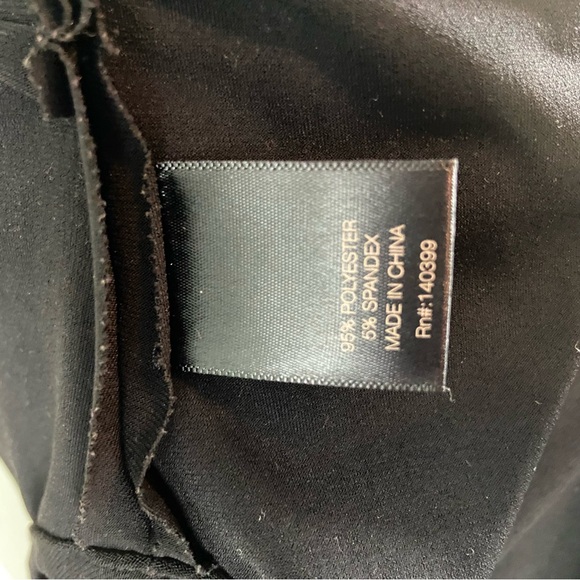 95% POLYESTER
5% SPANDEX
MADE IN CHINA
Rn#:140399